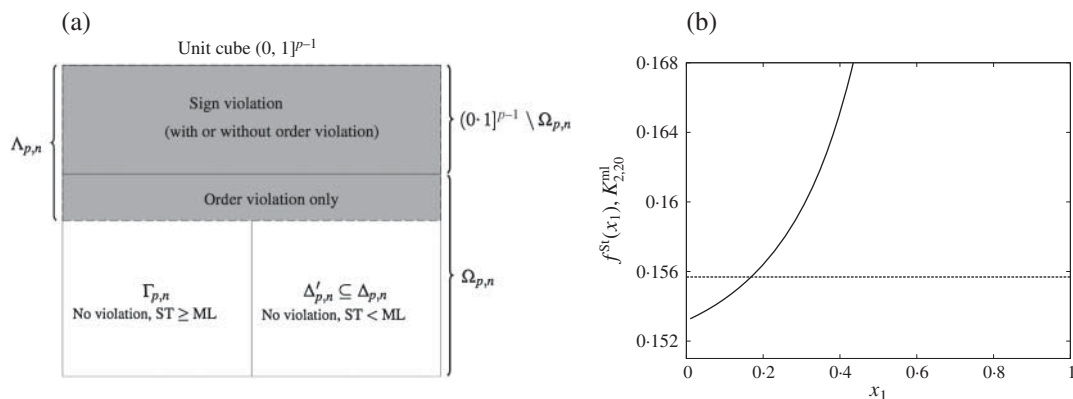 (a)
Unit cube (0, 1]^{p−1}
Sign violation
(with or without order violation)
Λ_{p,n}
(0·1]^{p−1} \ Ω_{p,n}
Order violation only
Γ_{p,n}
No violation, ST ≥ ML
Δ′_{p,n} ⊆ Δ_{p,n}
No violation, ST < ML
Ω_{p,n}
(b)
0·168
0·164
0·16
0·156
0·152
f^{St}(x_1), K^{ml}_{2,20}
0 0·2 0·4 0·6 0·8 1
x_1